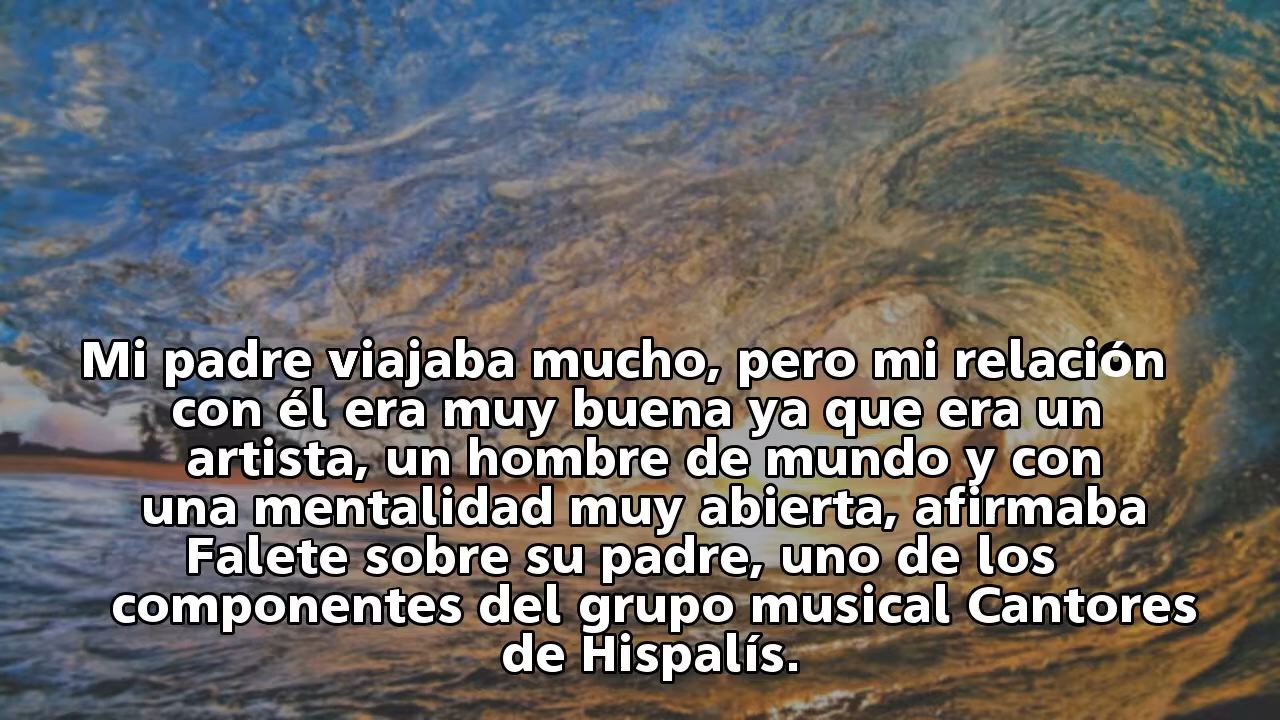 Mi padre viajaba mucho, pero mi relación
con él era muy buena ya que era un
artista, un hombre de mundo y con
una mentalidad muy abierta, afirmaba
Falete sobre su padre, uno de los
componentes del grupo musical Cantores
de Hispalís.